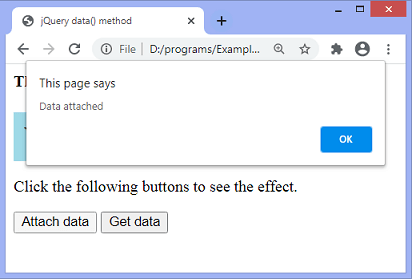 jQuery data() method
File D:/programs/Exampl...
This page says
Data attached
OK
Click the following buttons to see the effect.
Attach data Get data